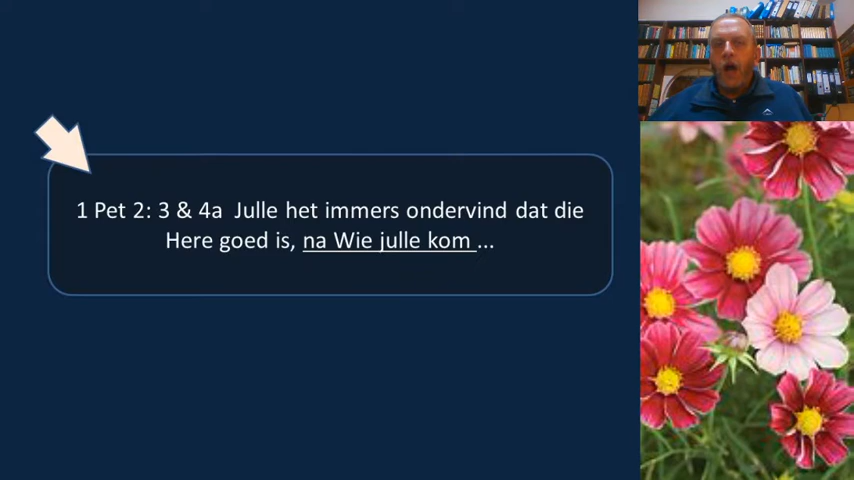 1 Pet 2: 3 & 4a Julle het immers ondervind dat die
Here goed is, na Wie julle kom ...